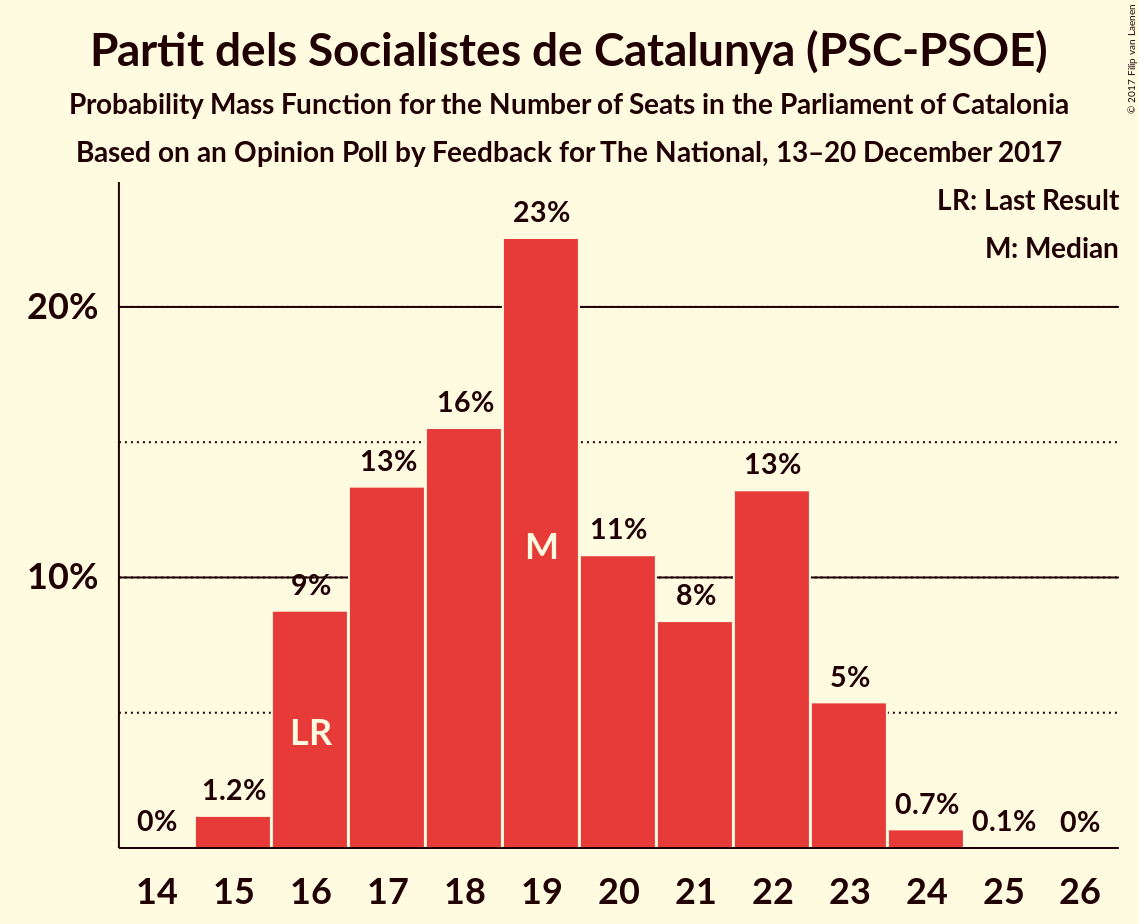 Partit dels Socialistes de Catalunya (PSC-PSOE)
Probability Mass Function for the Number of Seats in the Parliament of Catalonia
Based on an Opinion Poll by Feedback for The National, 13–20 December 2017
© 2017 Filip van Laenen
LR: Last Result
M: Median
20%
10%
0%
1.2%
9%
13%
16%
23%
11%
8%
13%
5%
0.7%
0.1%
0%
LR
M
14 15 16 17 18 19 20 21 22 23 24 25 26